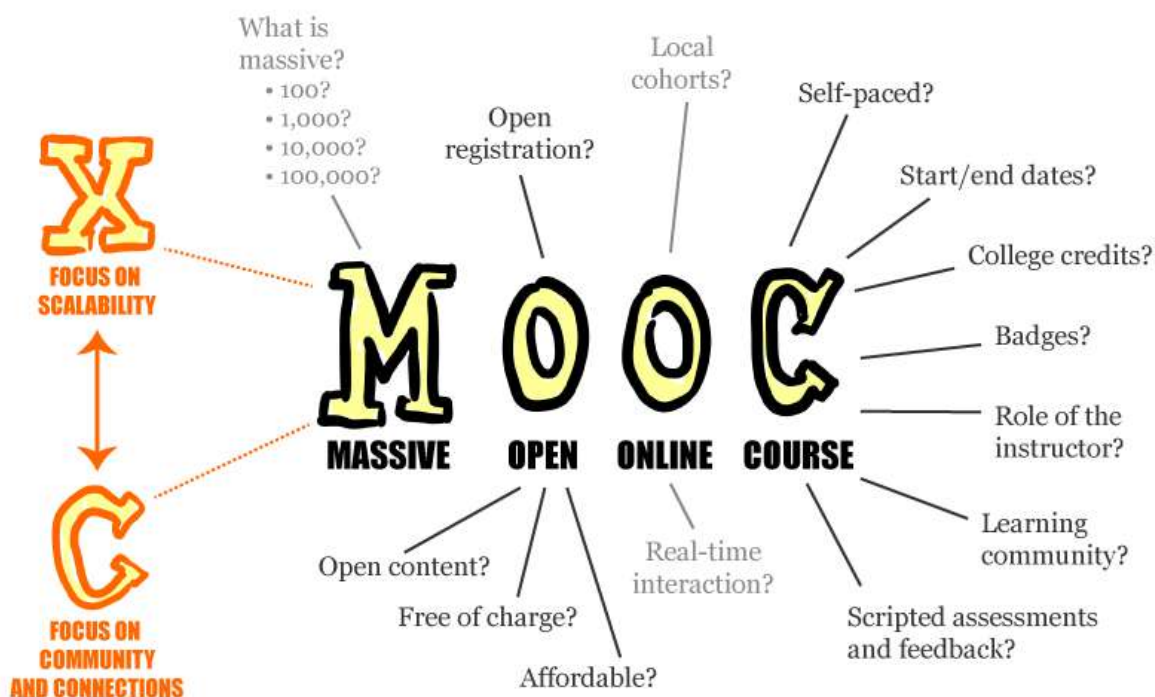 What is
massive?
• 100?
• 1,000?
• 10,000?
• 100,000?
Open
registration?
Local
cohorts?
Self-paced?
Start/end dates?
College credits?
Badges?
Role of the
instructor?
Learning
community?
Scripted assessments
and feedback?
X
FOCUS ON
SCALABILITY
C
FOCUS ON
COMMUNITY
AND CONNECTIONS
MOOC
MASSIVE OPEN ONLINE COURSE
Open content?
Free of charge?
Affordable?
Real-time
interaction?